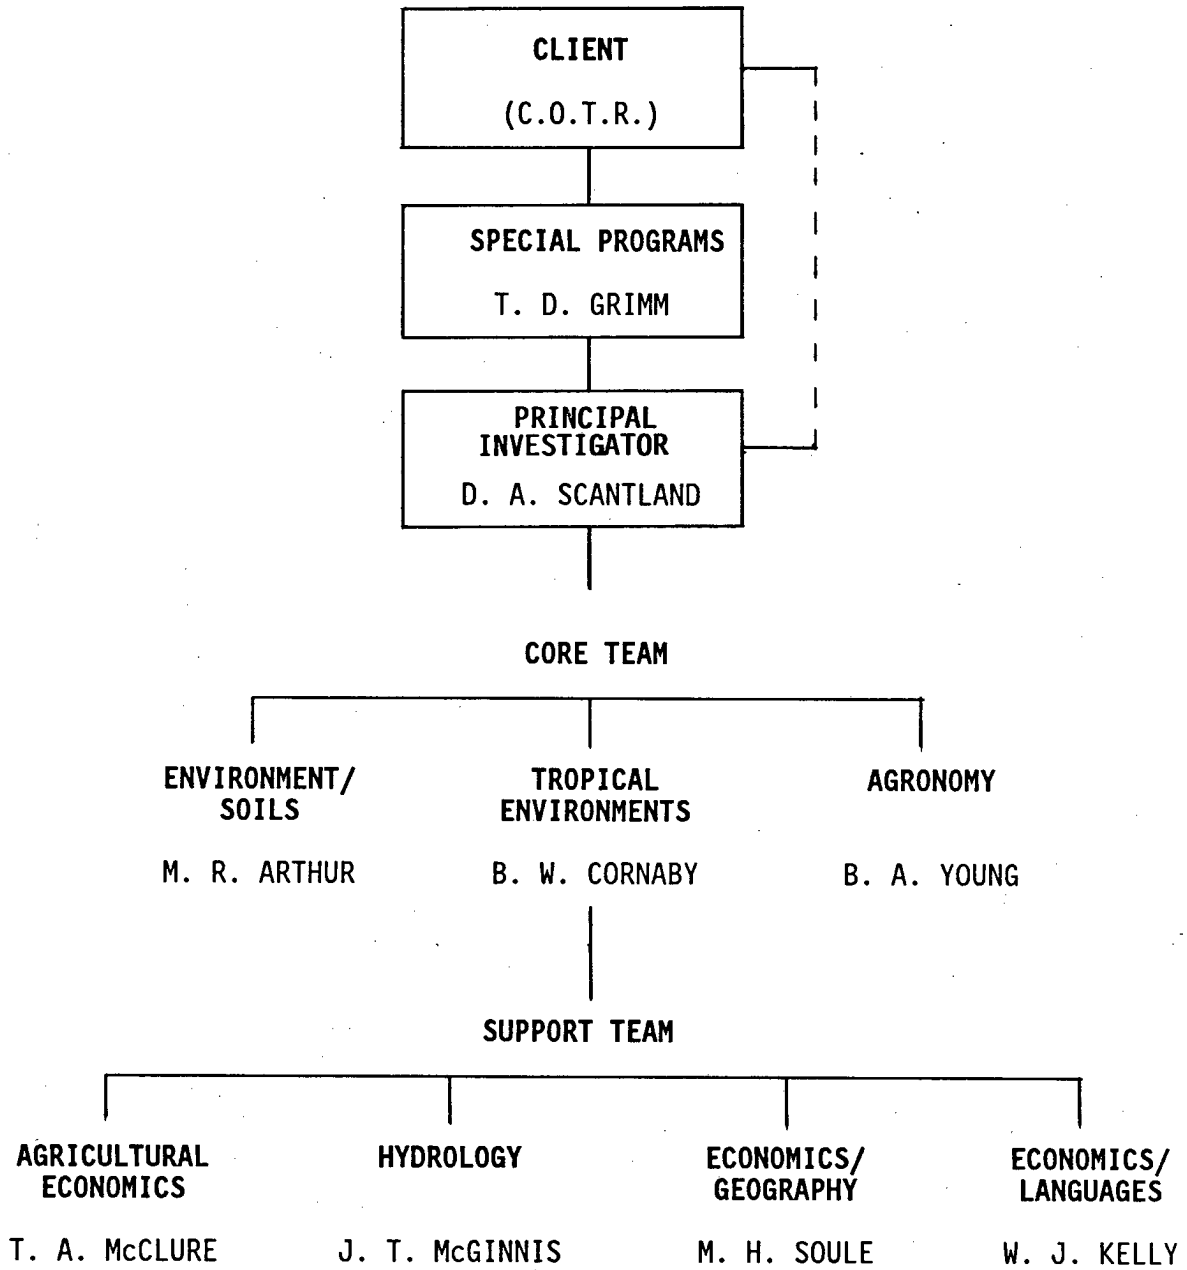 CLIENT
(C.O.T.R.)
SPECIAL PROGRAMS
T. D. GRIMM
PRINCIPAL
INVESTIGATOR
D. A. SCANTLAND
CORE TEAM
ENVIRONMENT/
SOILS
M. R. ARTHUR
TROPICAL
ENVIRONMENTS
B. W. CORNABY
AGRONOMY
B. A. YOUNG
SUPPORT TEAM
AGRICULTURAL
ECONOMICS
T. A. McCLURE
HYDROLOGY
J. T. McGINNIS
ECONOMICS/
GEOGRAPHY
M. H. SOULE
ECONOMICS/
LANGUAGES
W. J. KELLY